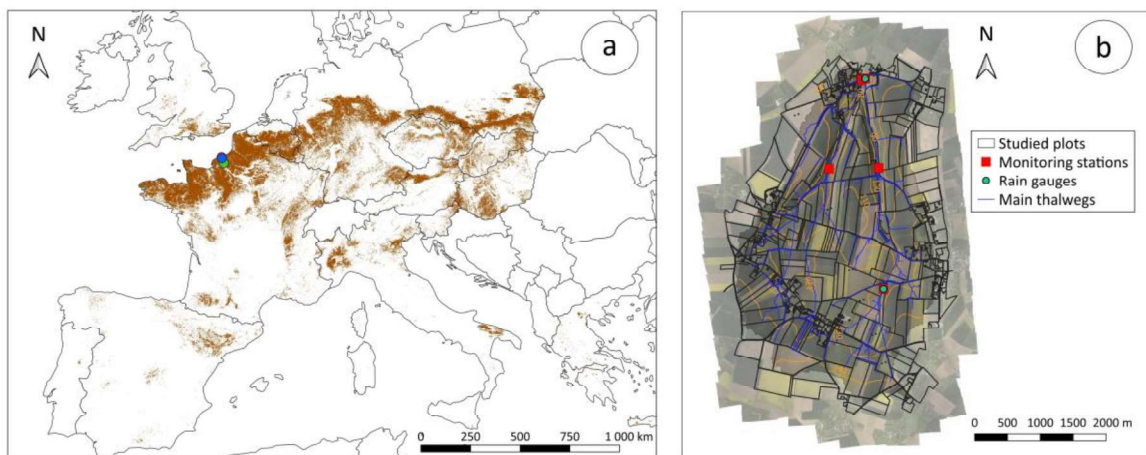 N
a
0 250 500 750 1 000 km
N
b
Studied plots
Monitoring stations
Rain gauges
Main thalwegs
0 500 1000 1500 2000 m